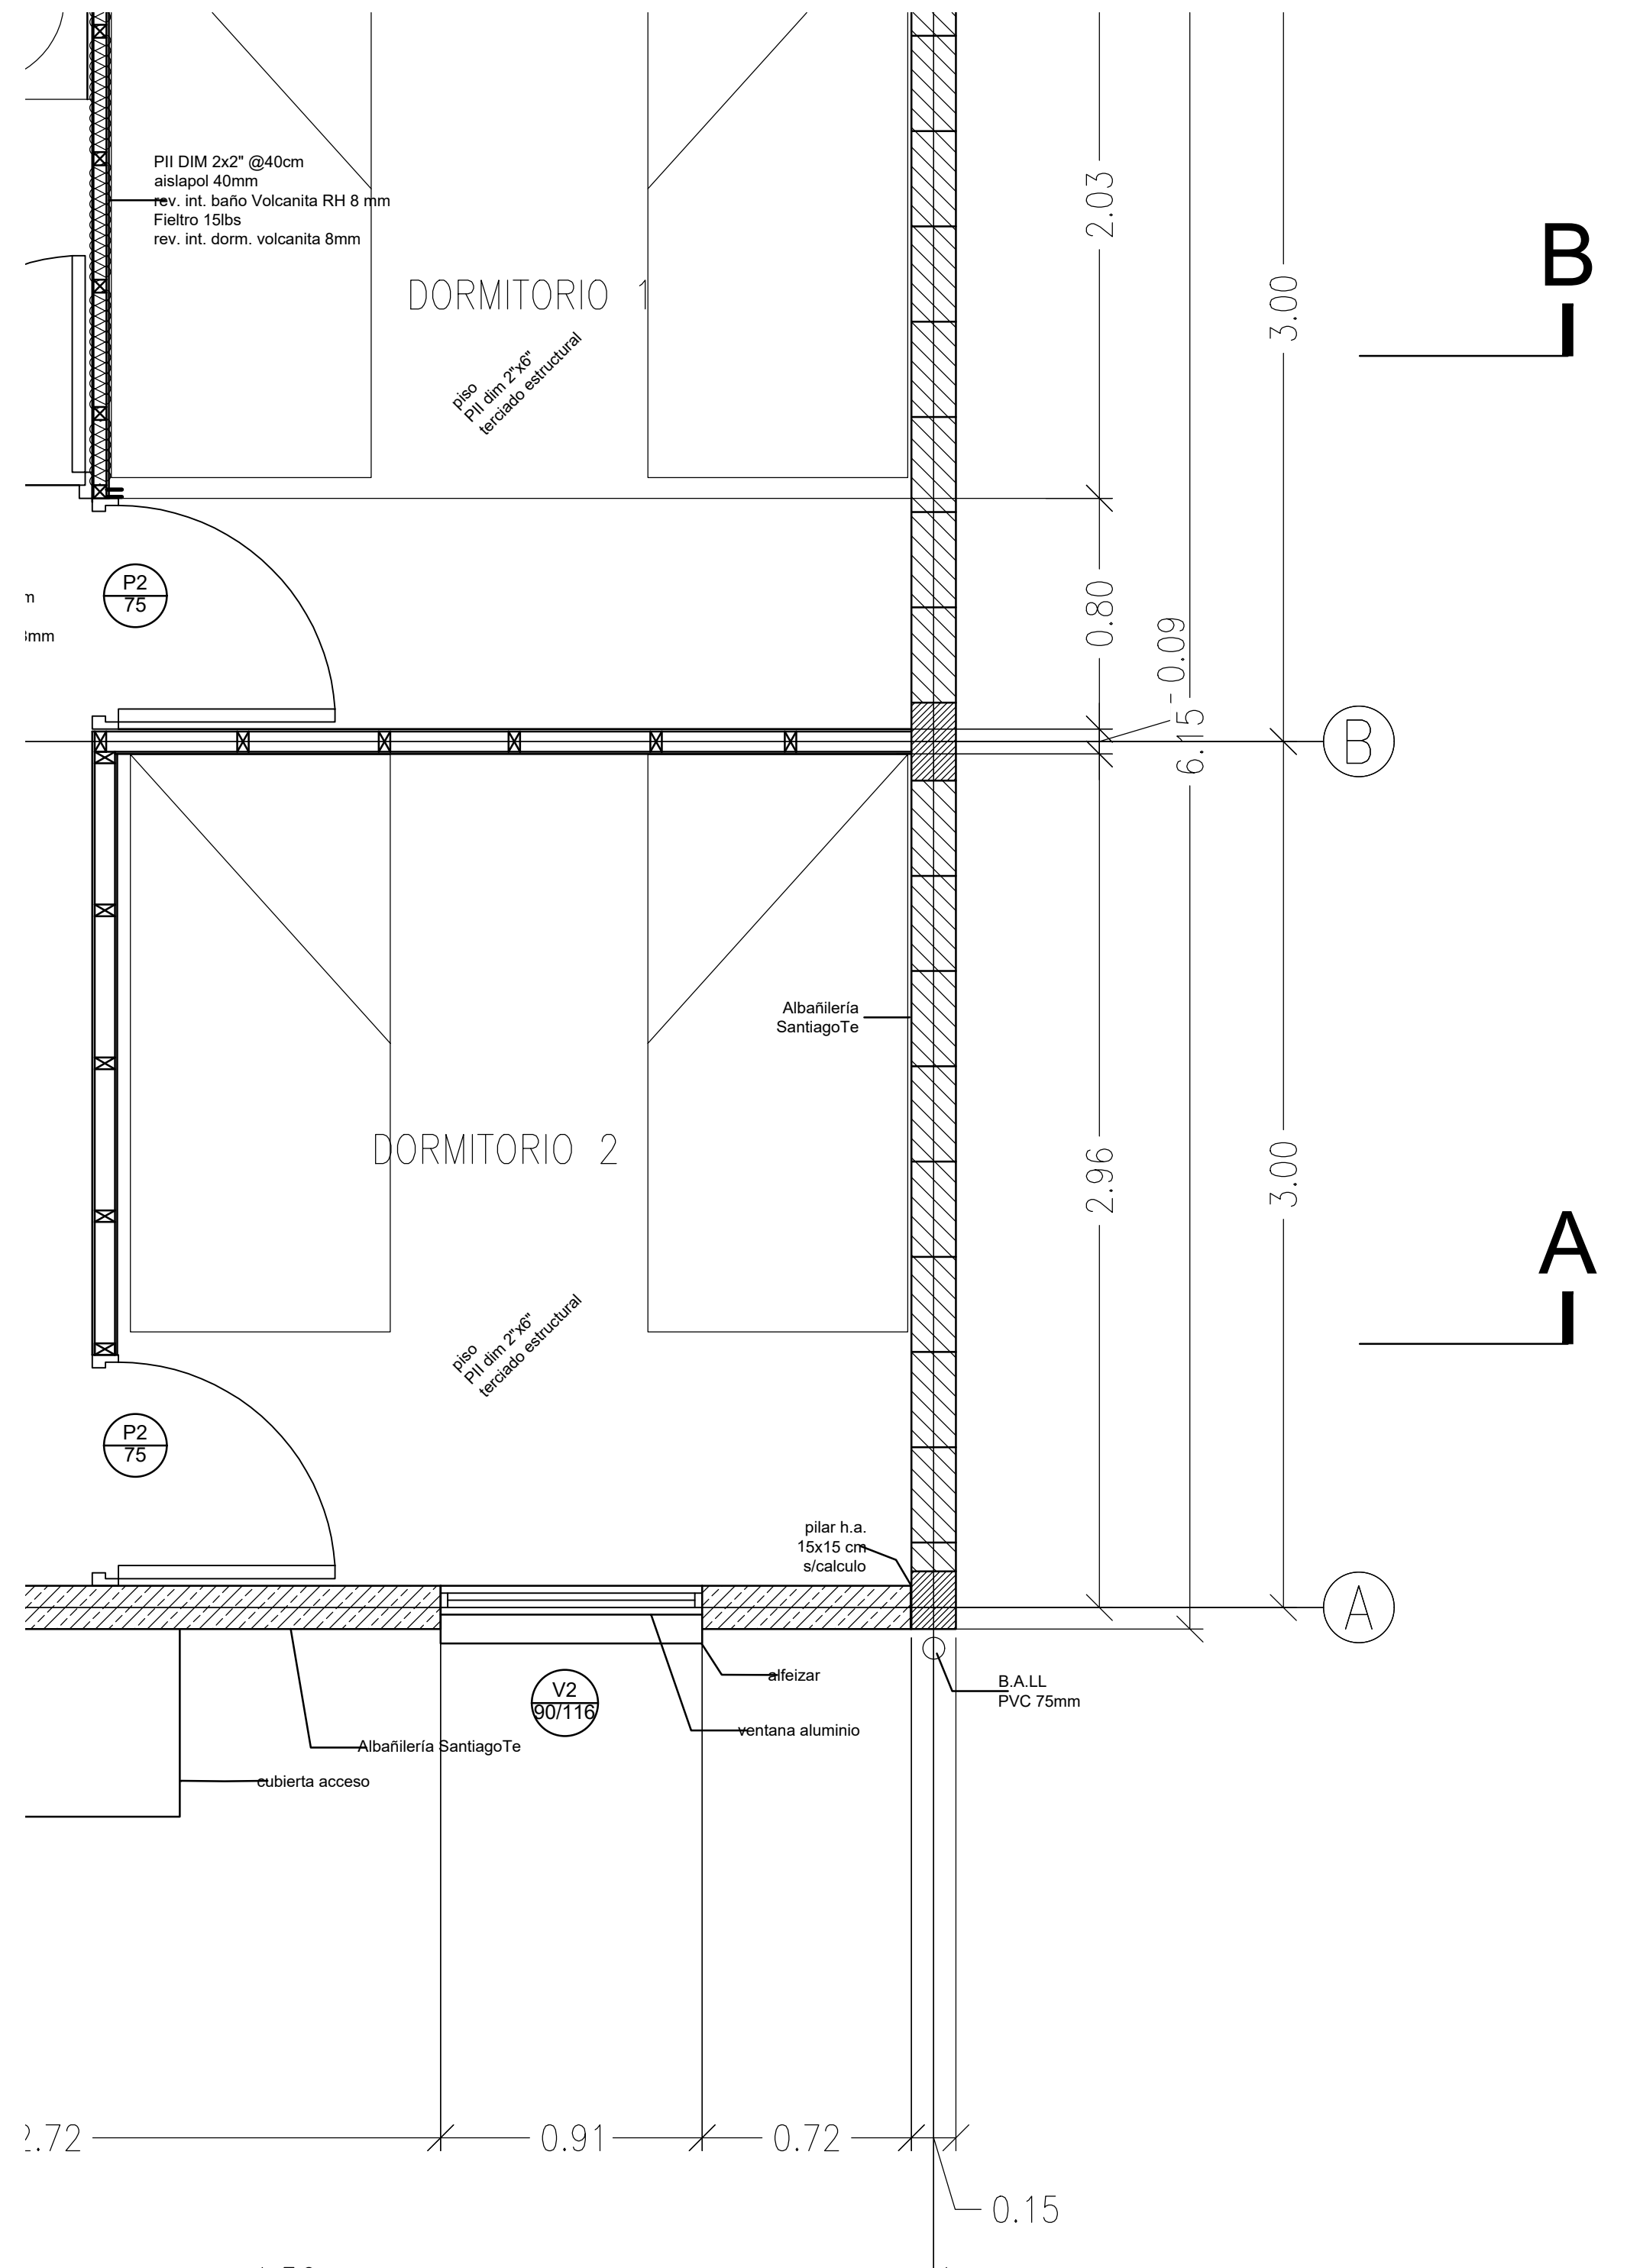 PII DIM 2x2" @40cm
aislapol 40mm
rev. int. baño Volcanita RH 8 mm
Fieltro 15lbs
rev. int. dorm. volcanita 8mm
2.03
B
3.00
DORMITORIO 1
piso
PII dim 2"x6"
terciado estructural
P2
75
0.80
0.09
6.15
B
Albañilería
SantiagoTe
DORMITORIO 2
2.96
3.00
A
piso
PII dim 2"x6"
terciado estructural
P2
75
pilar h.a.
15x15 cm
s/calculo
A
alfeizar
B.A.LL
PVC 75mm
V2
90/116
ventana aluminio
Albañilería SantiagoTe
cubierta acceso
2.72
0.91
0.72
0.15